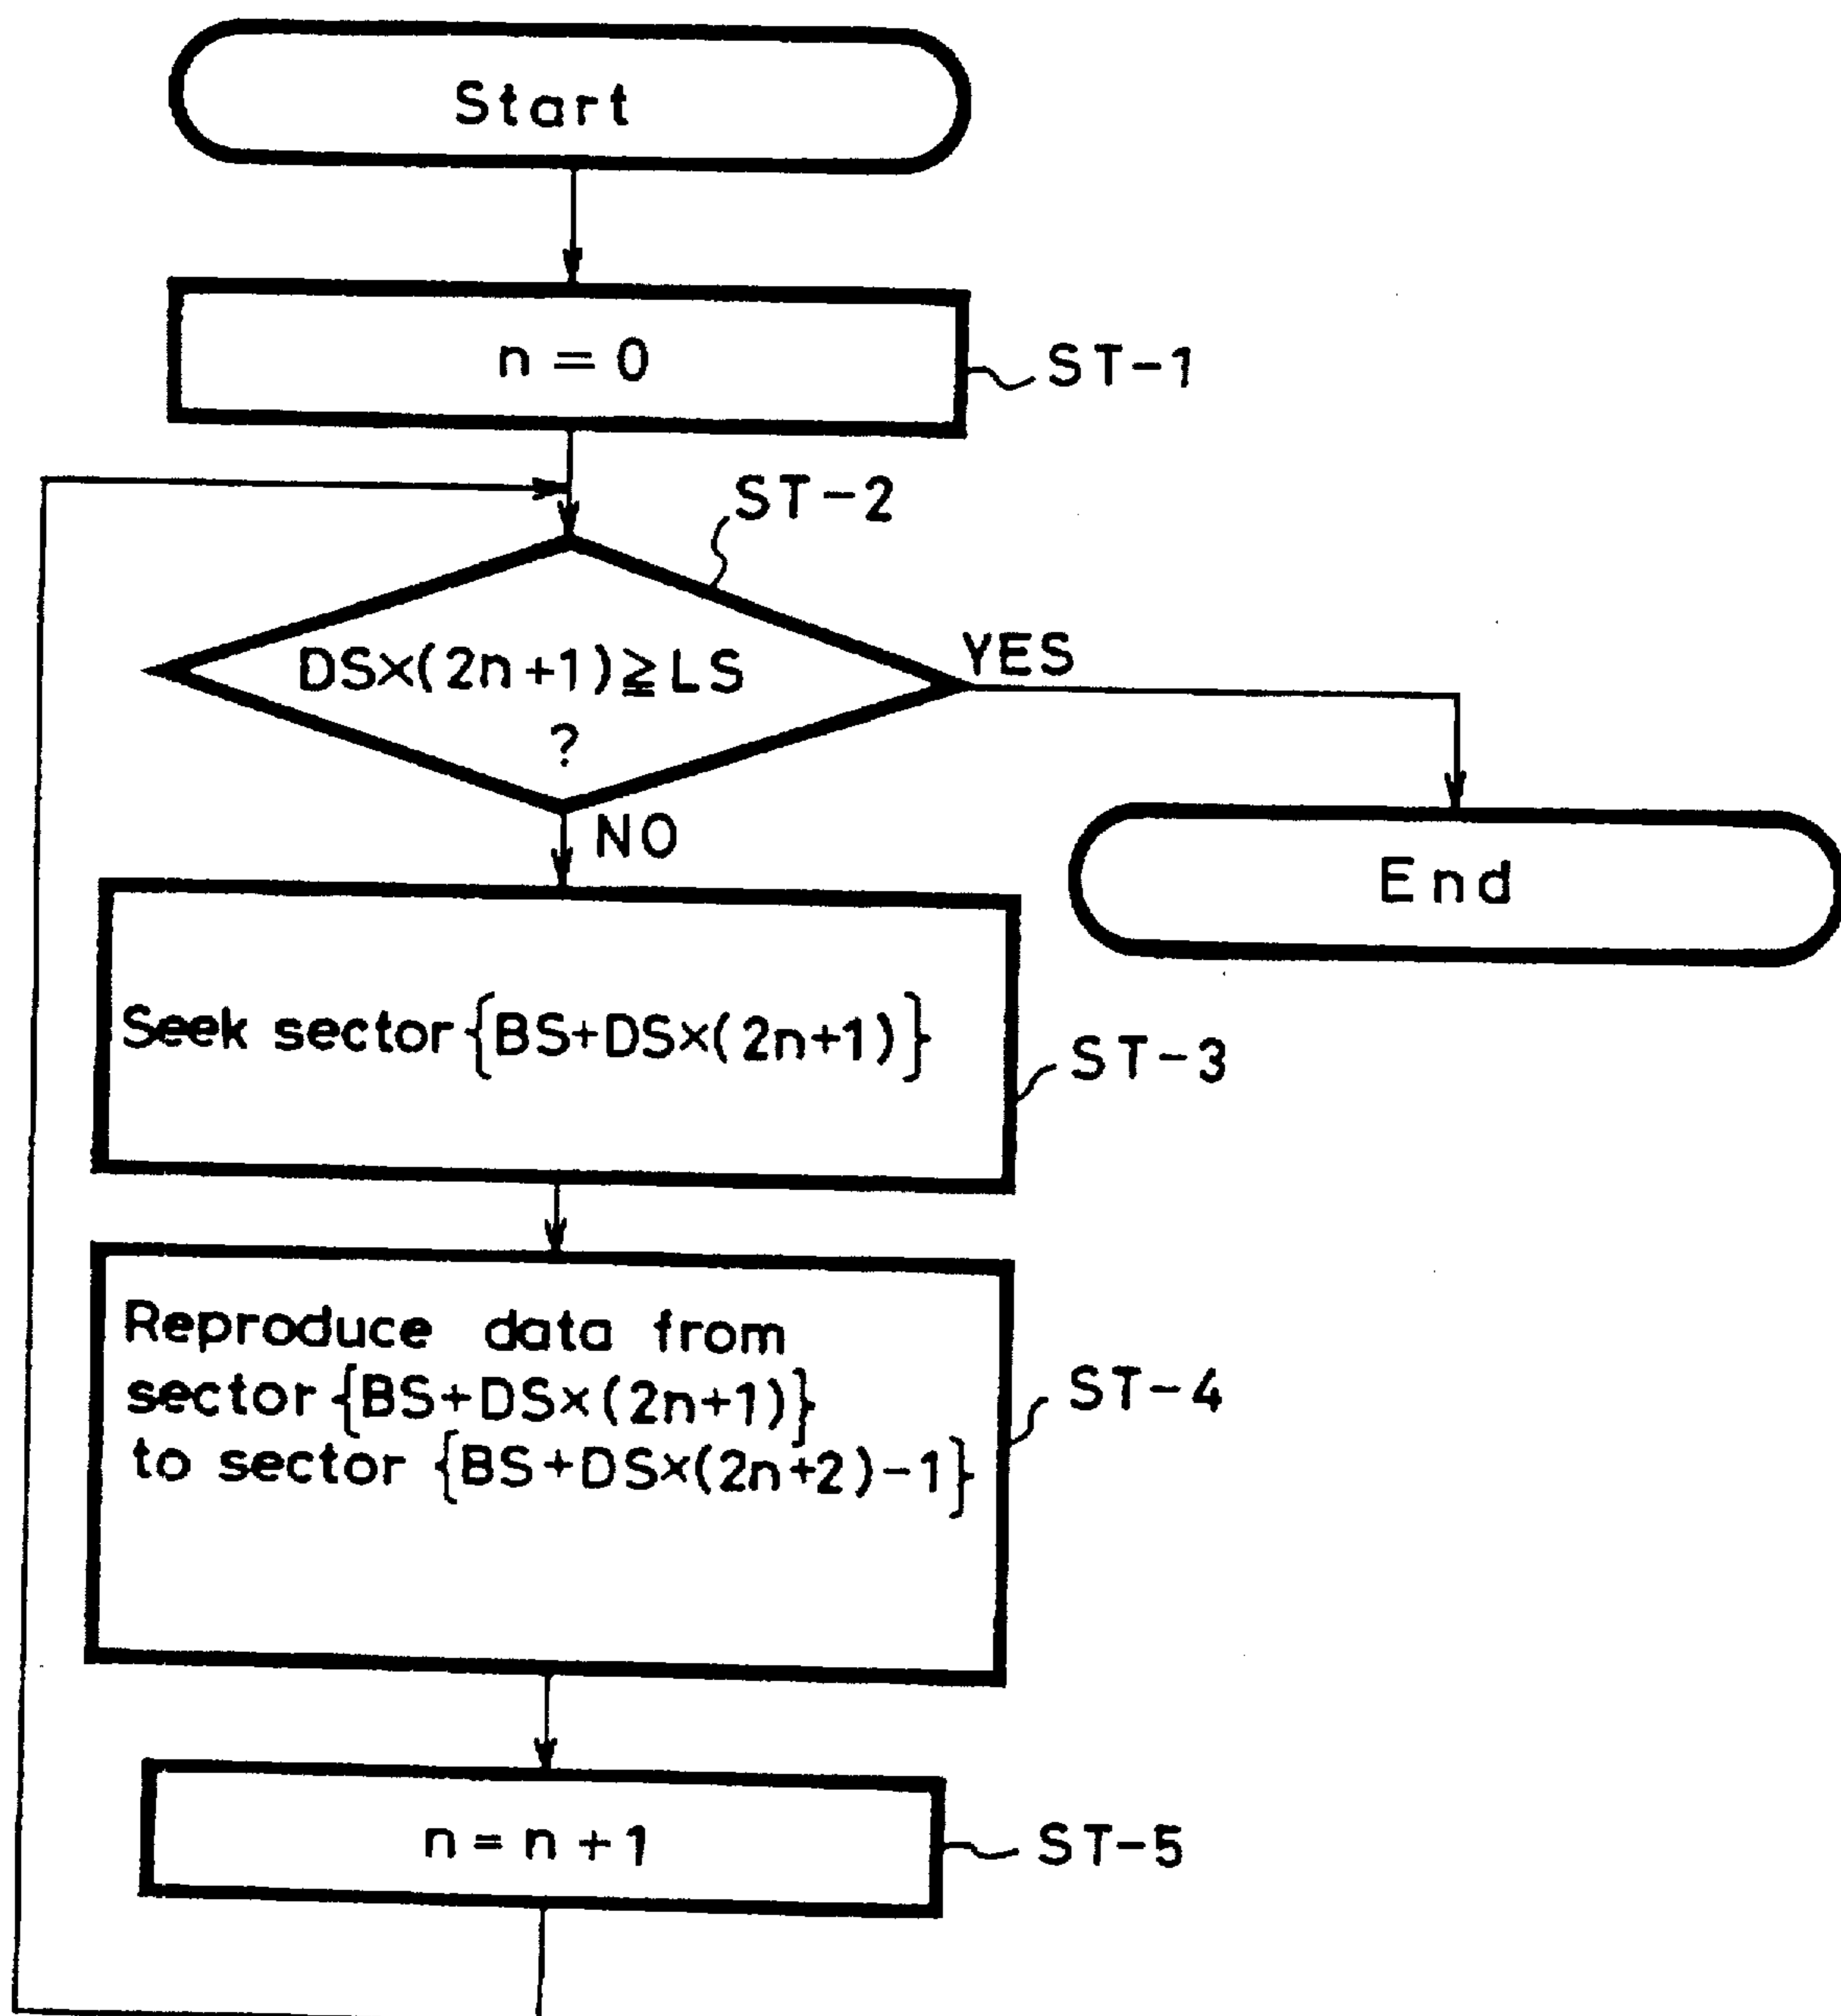 Start
n = 0
ST-1
ST-2
DS×(2n+1)≧LS
?
YES
NO
End
Seek sector{BS+DS×(2n+1)}
ST-3
Reproduce data from
sector{BS+DS×(2n+1)}
to sector {BS+DS×(2n+2)-1}
ST-4
n = n + 1
ST-5